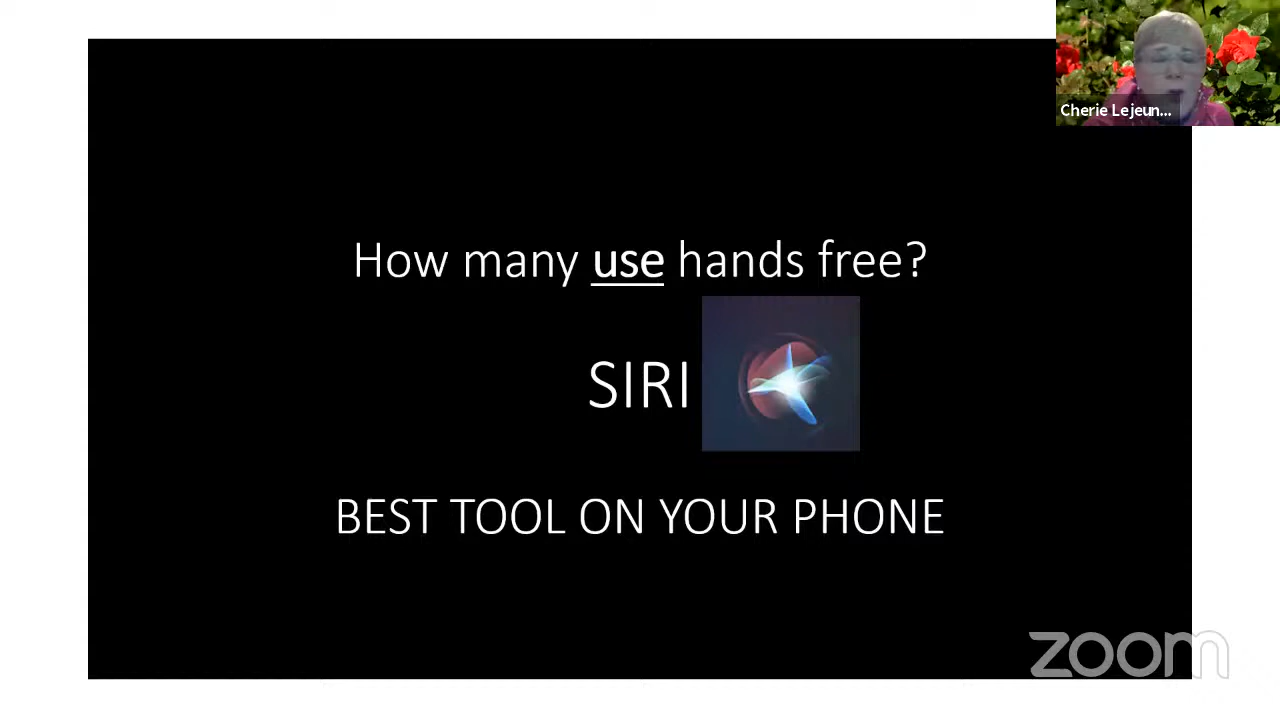 Cherie Lejeun...
How many use hands free?
SIRI
BEST TOOL ON YOUR PHONE
zoom